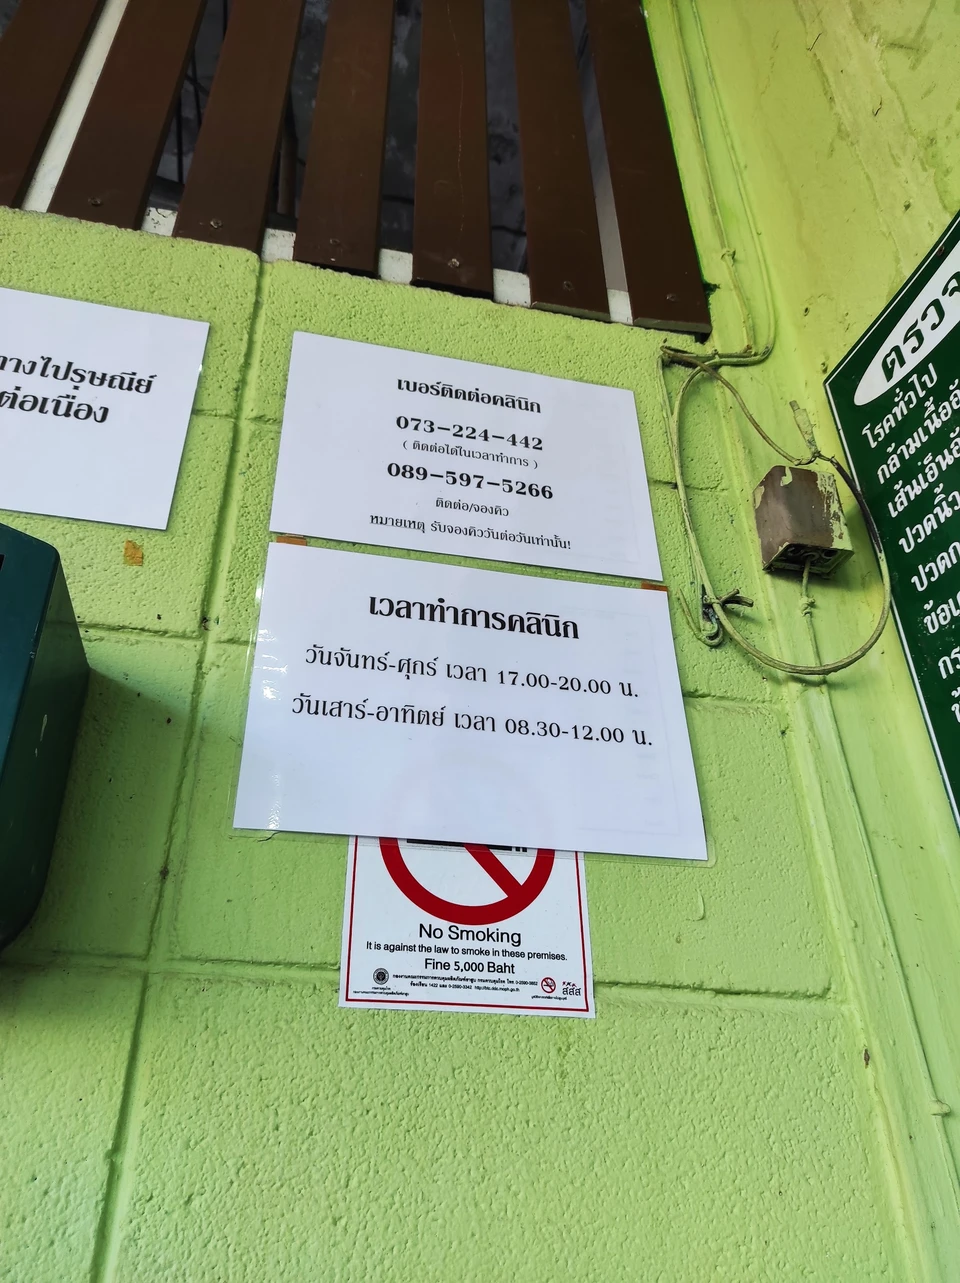 ทางไปรษณีย์
ต่อเนื่อง
เบอร์ติดต่อคลินิก
073-224-442
( ติดต่อได้ในเวลาทำการ )
089-597-5266
ติดต่อ/จองคิว
หมายเหตุ รับจองคิววันต่อวันเท่านั้น!
เวลาทำการคลินิก
วันจันทร์-ศุกร์ เวลา 17.00-20.00 น.
วันเสาร์-อาทิตย์ เวลา 08.30-12.00 น.
No Smoking
It is against the law to smoke in these premises.
Fine 5,000 Baht
สสส
ตรวจ
โรคทั่วไป
กล้ามเนื้ออั
เส้นเอ็นอั
ปวดนิ้ว
ปวด